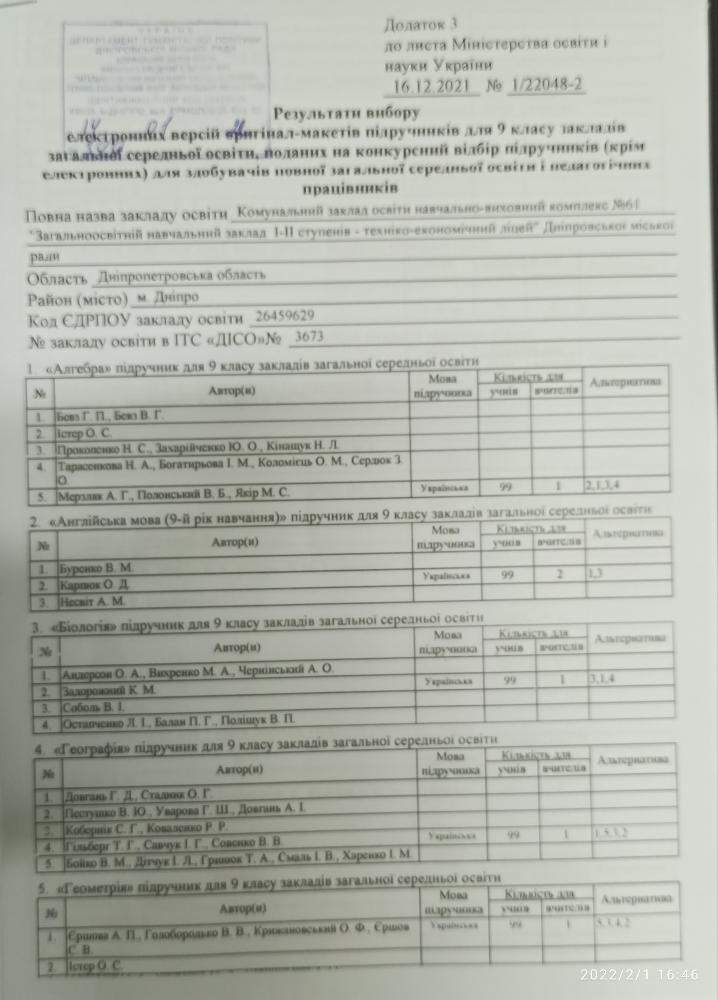 УКРАЇНА
ДЕПАРТАМЕНТ ГУМАНІТАРНОЇ ПОЛІТИКИ
ДНІПРОВСЬКОЇ МІСЬКОЇ РАДИ
Додаток 3
до листа Міністерства освіти і
науки України
16.12.2021 № 1/22048-2
Результати вибору
електронних версій оригінал-макетів підручників для 9 класу закладів
загальної середньої освіти, поданих на конкурсний відбір підручників (крім
електронних) для здобувачів повної загальної середньої освіти і педагогічних
працівників
Повна назва закладу освіти Комунальний заклад освіти навчально-виховний комплекс №61
"Загальноосвітній навчальний заклад І-ІІ ступенів - техніко-економічний ліцей" Дніпровської міської
ради
Область Дніпропетровська область
Район (місто) м. Дніпро
Код ЄДРПОУ закладу освіти 26459629
№ закладу освіти в ІТС «ДІСО»№ 3673
1. «Алгебра» підручник для 9 класу закладів загальної середньої освіти
№ Автор(и) Мова підручника Кількість для учнів вчителів Альтернатива
1. Бевз Г. П., Бевз В. Г.
2. Істер О. С.
3. Прокопенко Н. С., Захарійченко Ю. О., Кінащук Н. Л.
4. Тарасенкова Н. А., Богатирьова І. М., Коломієць О. М., Сердюк З.
О.
5. Мерзляк А. Г., Полонський В. Б., Якір М. С. Українська 99 1 2,1,3,4
2. «Англійська мова (9-й рік навчання)» підручник для 9 класу закладів загальної середньої освіти
№ Автор(и) Мова підручника Кількість для учнів вчителів Альтернатива
1. Буренко В. М.
2. Карпюк О. Д. Українська 99 2 1,3
3. Несвіт А. М.
3. «Біологія» підручник для 9 класу закладів загальної середньої освіти
№ Автор(и) Мова підручника Кількість для учнів вчителів Альтернатива
1. Андерсон О. А., Вихренко М. А., Чернінський А. О.
2. Задорожний К. М. Українська 99 1 3,1,4
3. Соболь В. І.
4. Остапченко Л. І., Балан П. Г., Поліщук В. П.
4. «Географія» підручник для 9 класу закладів загальної середньої освіти
№ Автор(и) Мова підручника Кількість для учнів вчителів Альтернатива
1. Довгань Г. Д., Стадник О. Г.
2. Пестушко В. Ю., Уварова Г. Ш., Довгань А. І.
3. Кобернік С. Г., Коваленко Р. Р.
4. Гільберг Т. Г., Савчук І. Г., Совенко В. В. Українська 99 1 1,5,3,2
5. Бойко В. М., Дітчук І. Л., Гринюк Т. А., Смаль І. В., Харенко І. М.
5. «Геометрія» підручник для 9 класу закладів загальної середньої освіти
№ Автор(и) Мова підручника Кількість для учнів вчителів Альтернатива
1. Єршова А. П., Голобородько В. В., Крижановський О. Ф., Єршов Українська 99 1 5,3,4,2
С. В.
2. Істер О. С.
2022/2/1 16:46